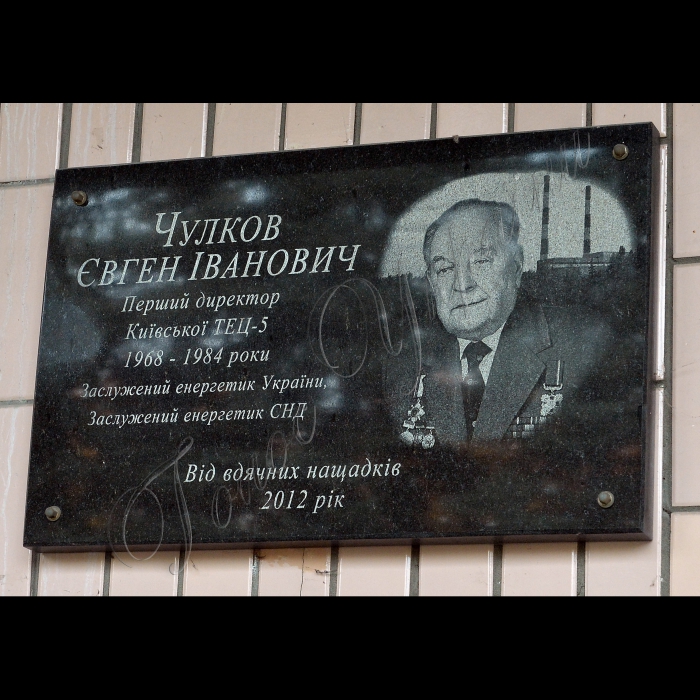 ЧУЛКОВ
ЄВГЕН ІВАНОВИЧ
Перший директор
Київської ТЕЦ-5
1968 - 1984 роки
Заслужений енергетик України,
Заслужений енергетик СНД
Від вдячних нащадків
2012 рік